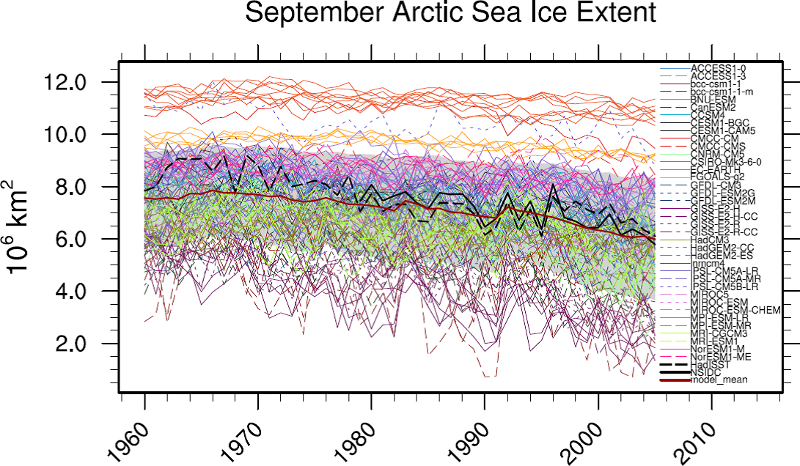 September Arctic Sea Ice Extent
10⁶ km²
12.0
10.0
8.0
6.0
4.0
2.0
1960
1970
1980
1990
2000
2010
ACCESS1-0
ACCESS1-3
bcc-csm1-1
bcc-csm1-1-m
BNU-ESM
CanESM2
CCSM4
CESM1-BGC
CESM1-CAM5
CMCC-CM
CMCC-CMS
CNRM-CM5
CSIRO-MK3-6-0
EC-EARTH
FGOALS-g2
GFDL-CM3
GFDL-ESM2G
GFDL-ESM2M
GISS-E2-H
GISS-E2-H-CC
GISS-E2-R
GISS-E2-R-CC
HadCM3
HadGEM2-CC
HadGEM2-ES
inmcm4
IPSL-CM5A-LR
IPSL-CM5A-MR
IPSL-CM5B-LR
MIROC5
MIROC-ESM
MIROC-ESM-CHEM
MPI-ESM-LR
MPI-ESM-MR
MRI-CGCM3
MRI-ESM1
NorESM1-M
NorESM1-ME
HadISST
NSIDC
model_mean